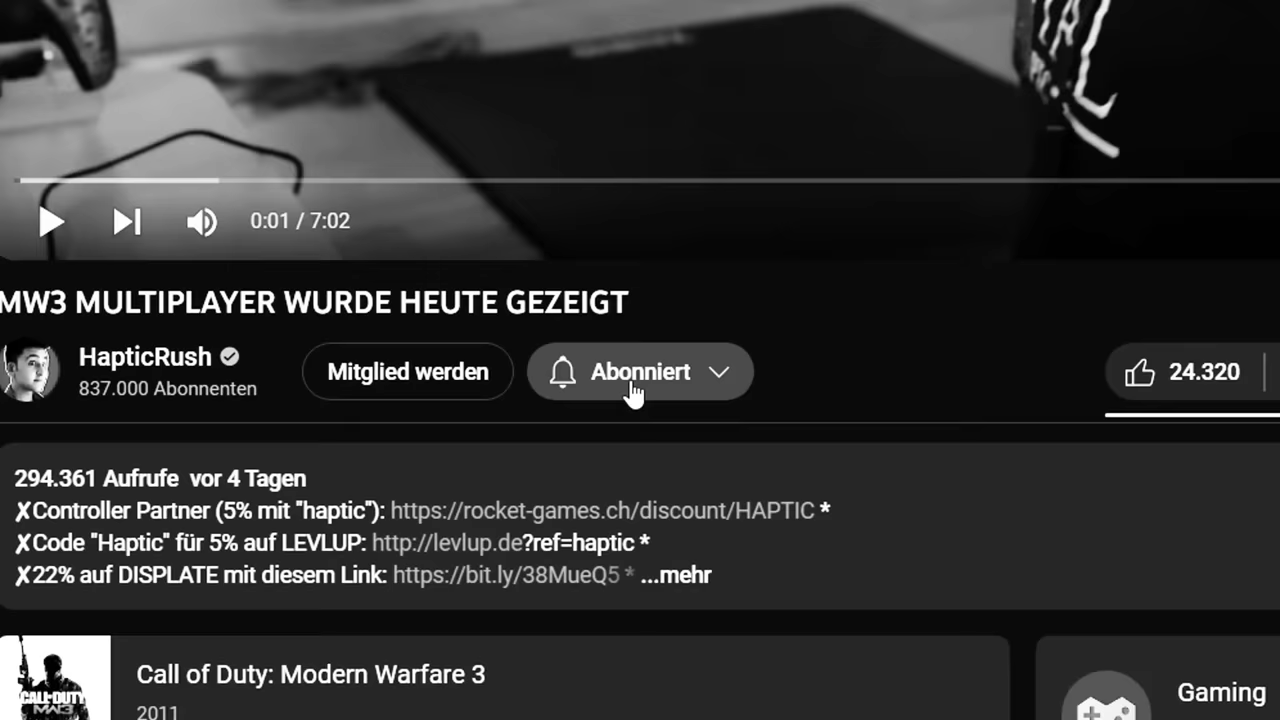 0:01 / 7:02
MW3 MULTIPLAYER WURDE HEUTE GEZEIGT
HapticRush
837.000 Abonnenten
Mitglied werden
Abonniert
24.320
294.361 Aufrufe vor 4 Tagen
✗Controller Partner (5% mit "haptic"): https://rocket-games.ch/discount/HAPTIC *
✗Code "Haptic" für 5% auf LEVLUP: http://levlup.de?ref=haptic *
✗22% auf DISPLATE mit diesem Link: https://bit.ly/38MueQ5 * ...mehr
CALL·DUTY
MW3
Call of Duty: Modern Warfare 3
2011
Gaming